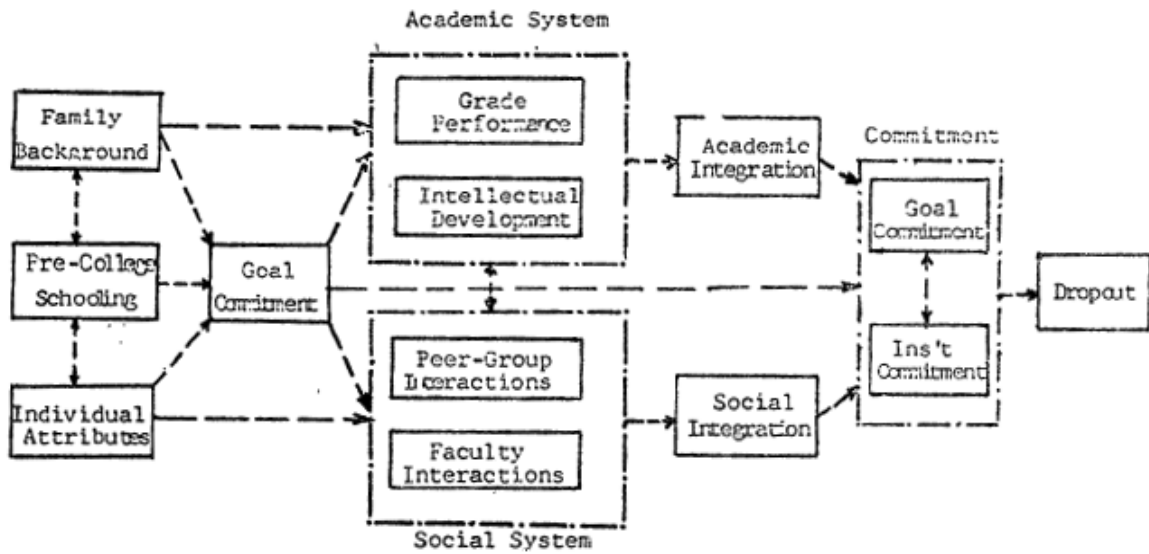 Academic System
Family
Background
Grade
Performance
Intellectual
Development
Academic
Integration
Commitment
Goal
Commitment
Pre-College
Schooling
Goal
Commitment
Dropout
Ins't
Commitment
Individual
Attributes
Peer-Group
Interactions
Faculty
Interactions
Social
Integration
Social System